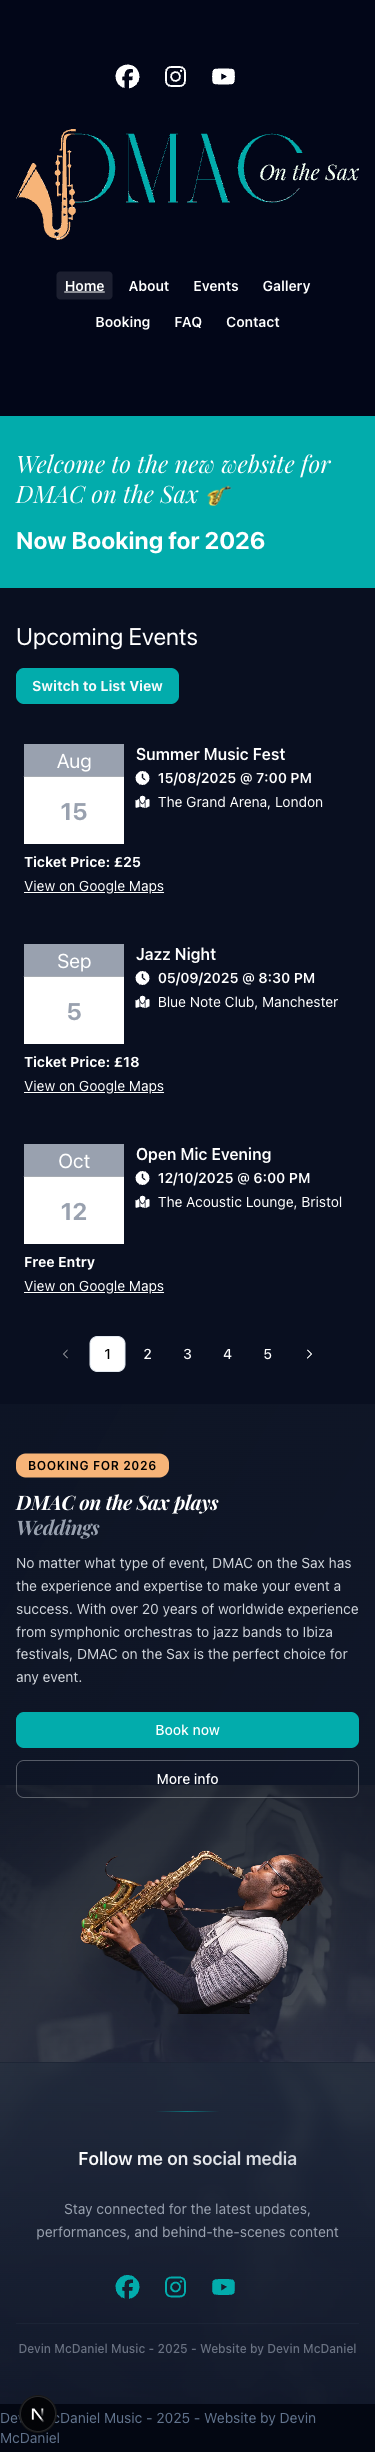 DMAC
On the Sax
Home About Events Gallery
Booking FAQ Contact
Welcome to the new website for
DMAC on the Sax 🎷
Now Booking for 2026
Upcoming Events
Switch to List View
Aug
15
Summer Music Fest
15/08/2025 @ 7:00 PM
The Grand Arena, London
Ticket Price: £25
View on Google Maps
Sep
5
Jazz Night
05/09/2025 @ 8:30 PM
Blue Note Club, Manchester
Ticket Price: £18
View on Google Maps
Oct
12
Open Mic Evening
12/10/2025 @ 6:00 PM
The Acoustic Lounge, Bristol
Free Entry
View on Google Maps
1 2 3 4 5
BOOKING FOR 2026
DMAC on the Sax plays
Weddings
No matter what type of event, DMAC on the Sax has
the experience and expertise to make your event a
success. With over 20 years of worldwide experience
from symphonic orchestras to jazz bands to Ibiza
festivals, DMAC on the Sax is the perfect choice for
any event.
Book now
More info
Follow me on social media
Stay connected for the latest updates,
performances, and behind-the-scenes content
Devin McDaniel Music - 2025 - Website by Devin McDaniel
N
Music - 2025 - Website by Devin
McDaniel